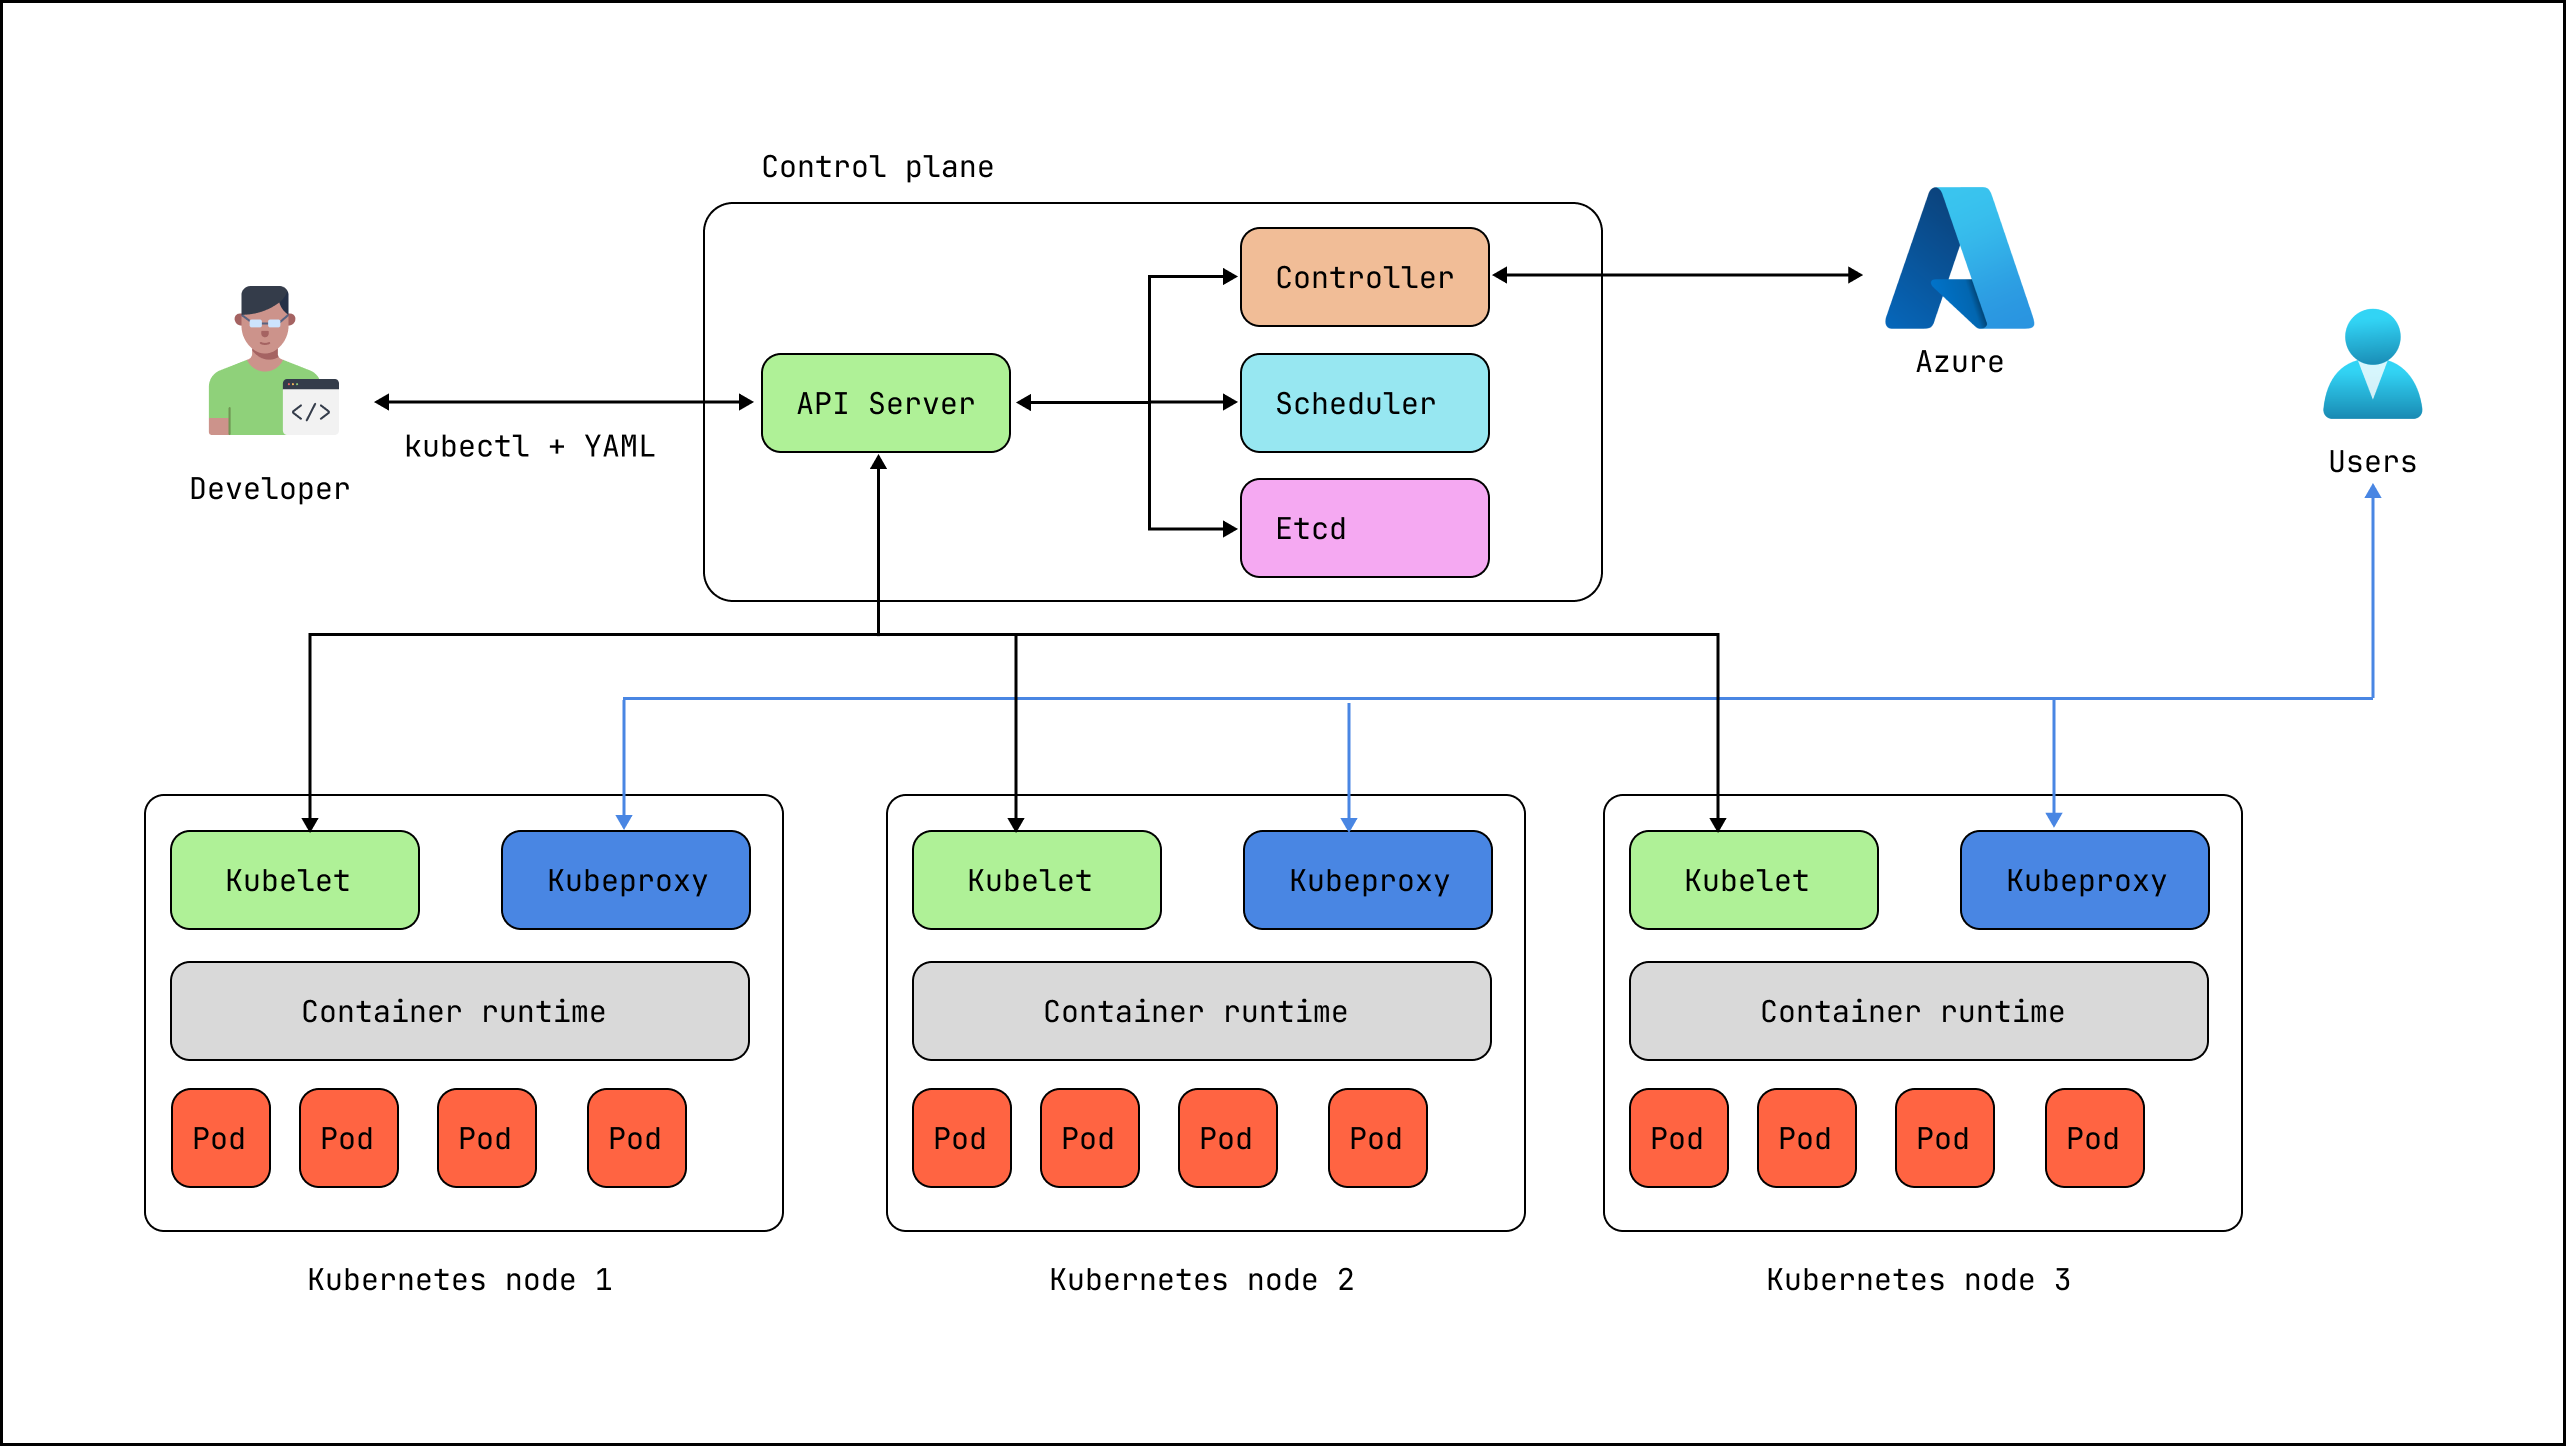 Control plane
Controller
Azure
API Server
Scheduler
</>
kubectl + YAML
Developer
Etcd
Users
Kubelet
Kubeproxy
Container runtime
Pod
Pod
Pod
Pod
Kubernetes node 1
Kubelet
Kubeproxy
Container runtime
Pod
Pod
Pod
Pod
Kubernetes node 2
Kubelet
Kubeproxy
Container runtime
Pod
Pod
Pod
Pod
Kubernetes node 3